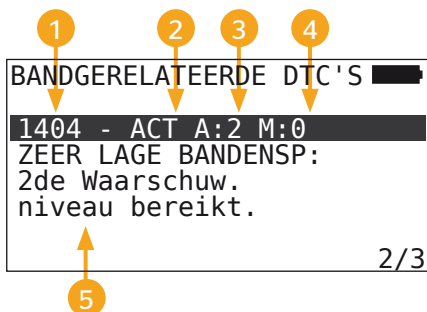 1 2 3 4
BANDGERELATEERDE DTC'S
1404 - ACT A:2 M:0
ZEER LAGE BANDENSP:
2de Waarschuw.
niveau bereikt.
2/3
5